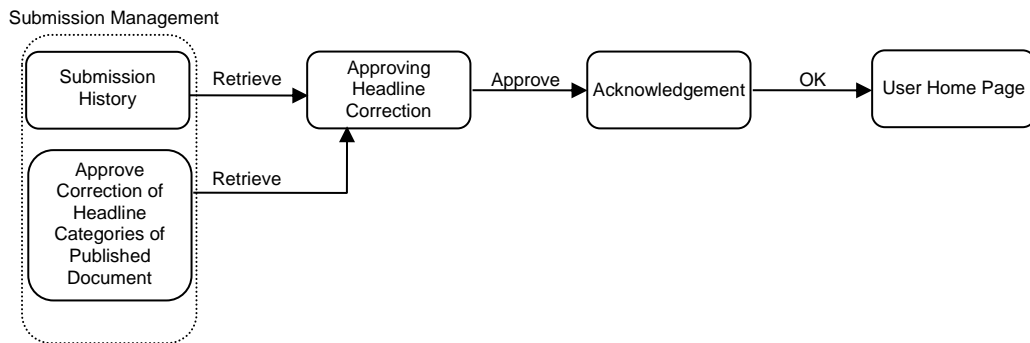 Submission Management
Submission
History
Retrieve
Approving
Headline
Correction
Approve
Acknowledgement
OK
User Home Page
Approve
Correction of
Headline
Categories of
Published
Document
Retrieve